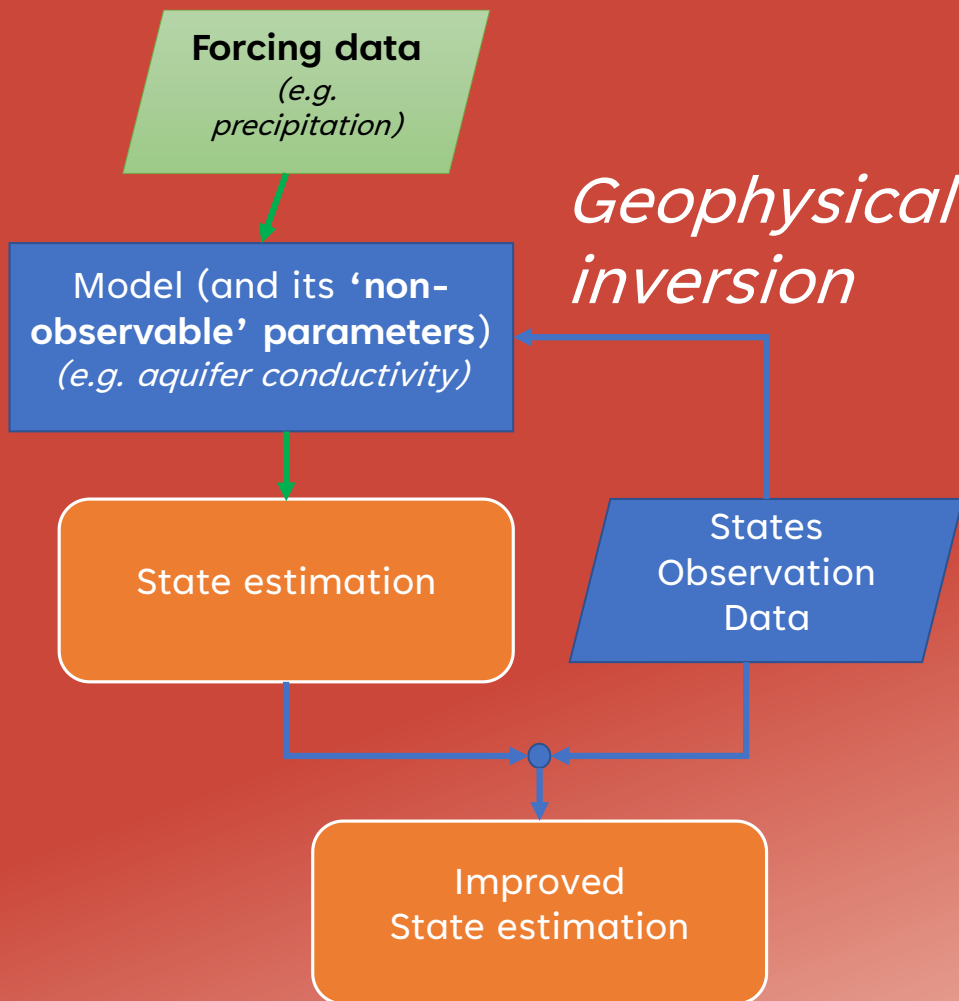 Forcing data
(e.g.
precipitation)
Geophysical
inversion
Model (and its ‘non-
observable’ parameters)
(e.g. aquifer conductivity)
State estimation
States
Observation
Data
Improved
State estimation